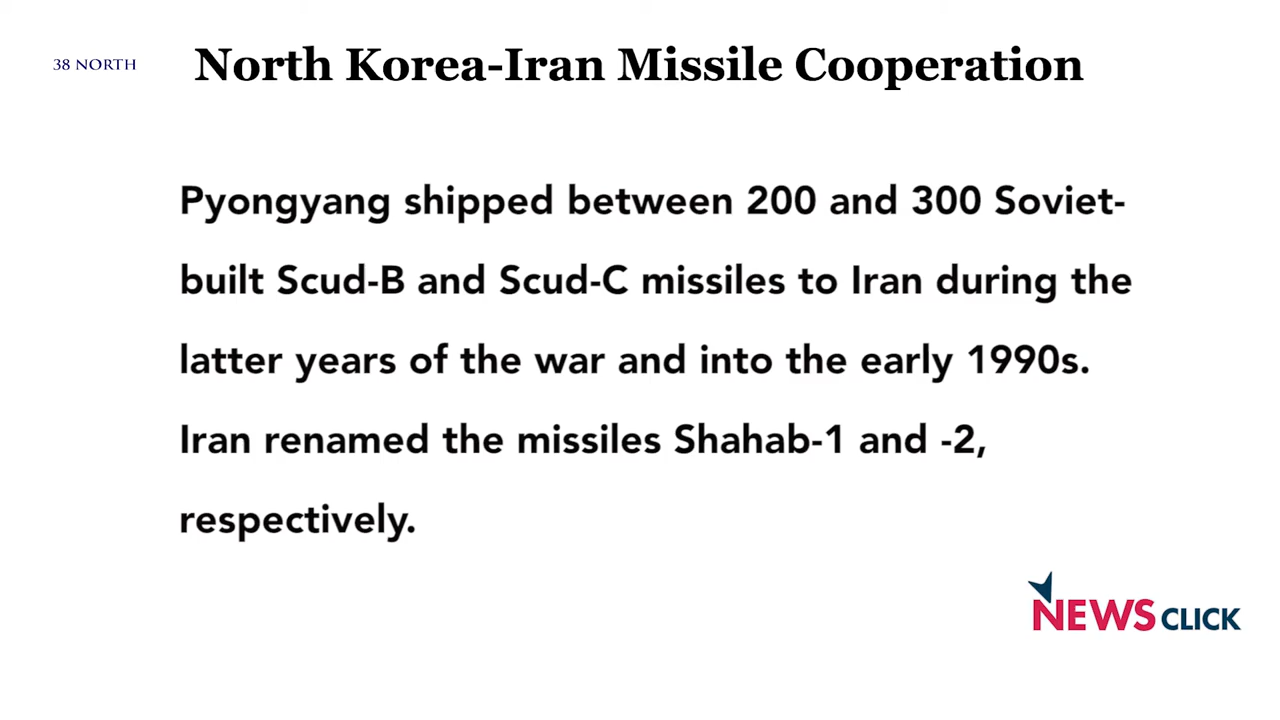 38 NORTH
North Korea-Iran Missile Cooperation
Pyongyang shipped between 200 and 300 Soviet-
built Scud-B and Scud-C missiles to Iran during the
latter years of the war and into the early 1990s.
Iran renamed the missiles Shahab-1 and -2,
respectively.
NEWSCLICK